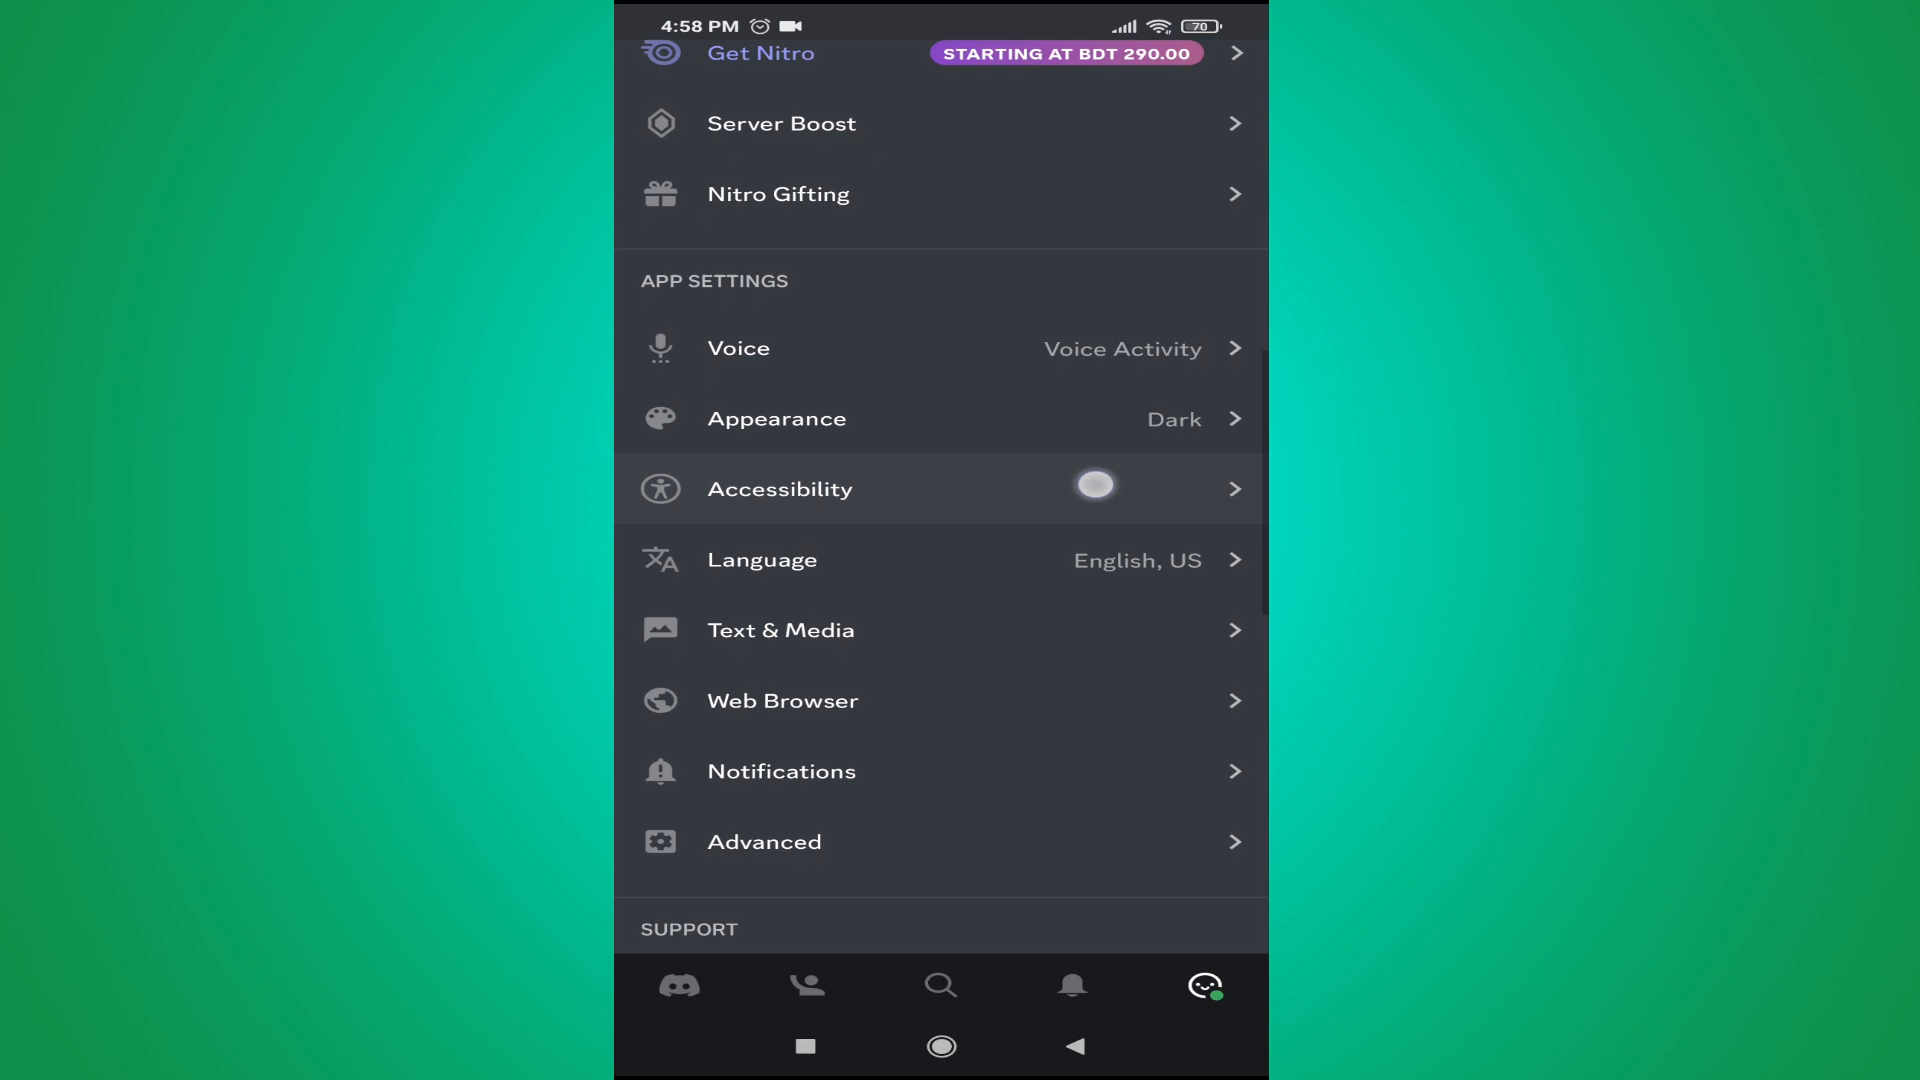 4:58 PM 70
Get Nitro STARTING AT BDT 290.00
Server Boost
Nitro Gifting
APP SETTINGS
Voice Voice Activity
Appearance Dark
Accessibility
Language English, US
Text & Media
Web Browser
Notifications
Advanced
SUPPORT